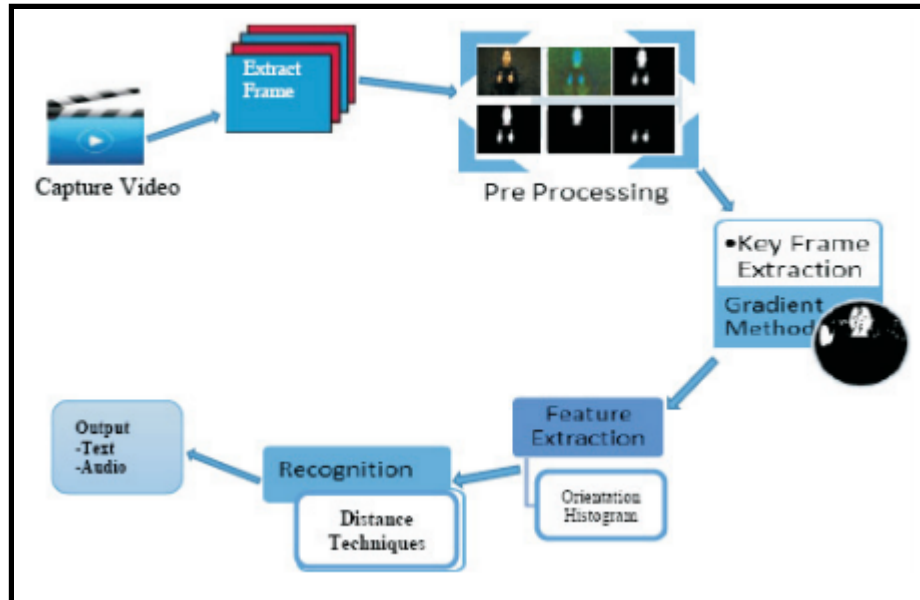 Extract
Frame
Capture Video
Pre Processing
•Key Frame
Extraction
Gradient
Method
Feature
Extraction
Orientation
Histogram
Recognition
Distance
Techniques
Output
-Text
-Audio